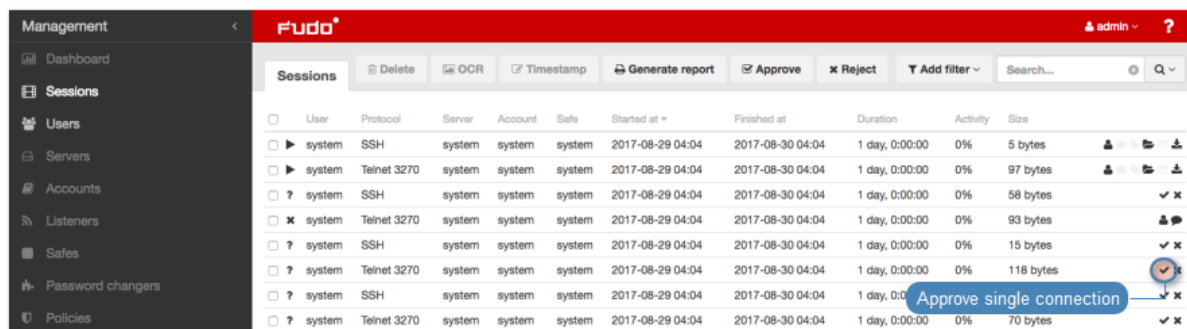 Management < Fudo admin ?
Dashboard Sessions Delete OCR Timestamp Generate report Approve Reject Add filter Search...
Sessions
Users User Protocol Server Account Safe Started at Finished at Duration Activity Size
system SSH system system system 2017-08-29 04:04 2017-08-30 04:04 1 day, 0:00:00 0% 5 bytes
Servers
system Telnet 3270 system system system 2017-08-29 04:04 2017-08-30 04:04 1 day, 0:00:00 0% 97 bytes
Accounts ? system SSH system system system 2017-08-29 04:04 2017-08-30 04:04 1 day, 0:00:00 0% 58 bytes
Listeners system Telnet 3270 system system system 2017-08-29 04:04 2017-08-30 04:04 1 day, 0:00:00 0% 93 bytes
? system SSH system system system 2017-08-29 04:04 2017-08-30 04:04 1 day, 0:00:00 0% 15 bytes
Safes
? system Telnet 3270 system system system 2017-08-29 04:04 2017-08-30 04:04 1 day, 0:00:00 0% 118 bytes
Password changers
? system SSH system system system 2017-08-29 04:04 2017-08-30 04:04 1 day, Approve single connection
Policies ? system Telnet 3270 system system system 2017-08-29 04:04 2017-08-30 04:04 1 day, 0:00:00 0% 70 bytes